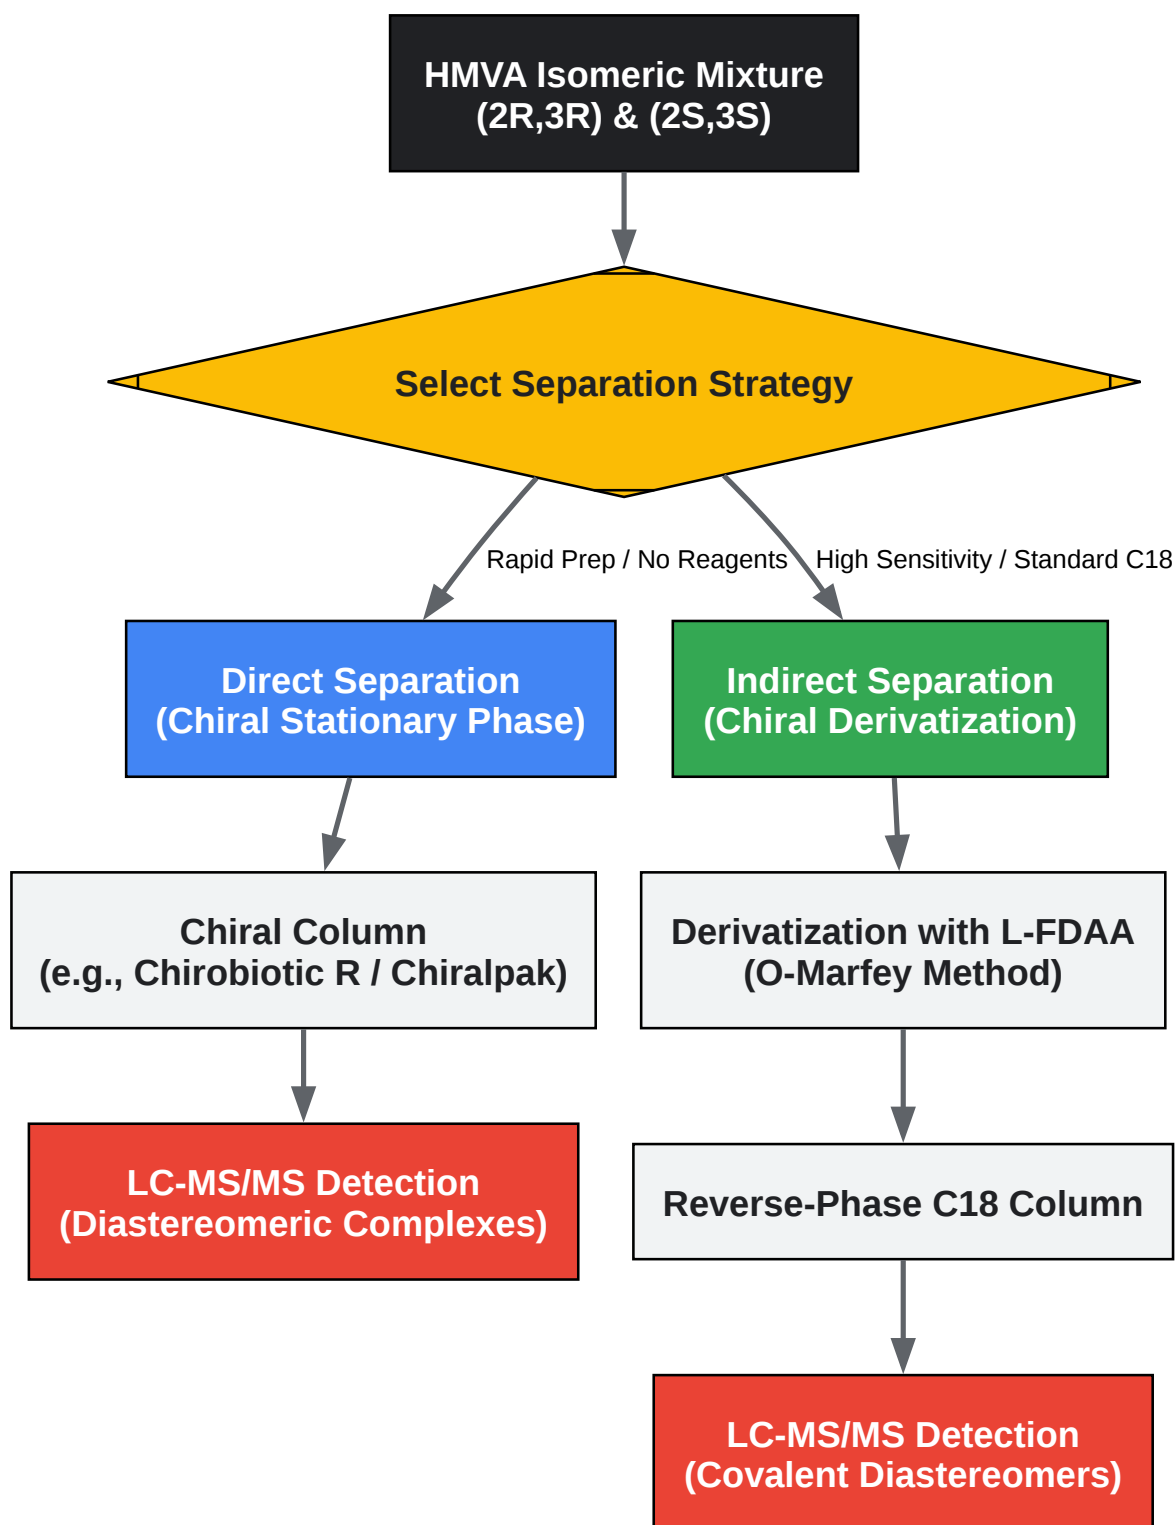 HMVA Isomeric Mixture
(2R,3R) & (2S,3S)
Select Separation Strategy
Rapid Prep / No Reagents
High Sensitivity / Standard C18
Direct Separation
(Chiral Stationary Phase)
Indirect Separation
(Chiral Derivatization)
Chiral Column
(e.g., Chirobiotic R / Chiralpak)
Derivatization with L-FDAA
(O-Marfey Method)
LC-MS/MS Detection
(Diastereomeric Complexes)
Reverse-Phase C18 Column
LC-MS/MS Detection
(Covalent Diastereomers)